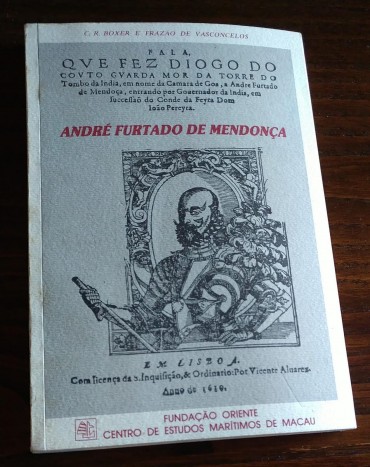 C. R. BOXER E FRAZÃO DE VASCONCELOS
FALA,
QVE FEZ DIOGO DO
COVTO GVARDA MOR DA TORRE DO
Tombo da India, em nome da Camara de Goa, a Andre Furtado
de Mendoça, entrando por Gouernador da India, em
successaõ do Conde da Feyra Dom
Ioão Pereyra.
ANDRÉ FURTADO DE MENDONÇA
EM LISBOA.
Com licença da S. Inquisição, & Ordinario: Por Vicente Aluares.
Anno de 1610.
FUNDAÇÃO ORIENTE
CENTRO DE ESTUDOS MARÍTIMOS DE MACAU